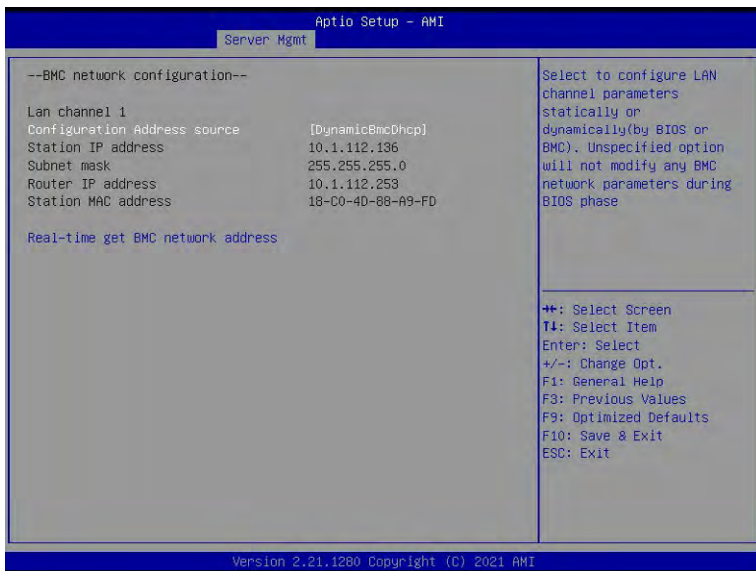 Aptio Setup – AMI
Server Mgmt
--BMC network configuration--
Lan channel 1
Configuration Address source [DynamicBmcDhcp]
Station IP address 10.1.112.136
Subnet mask 255.255.255.0
Router IP address 10.1.112.253
Station MAC address 18-C0-4D-88-A9-FD
Real-time get BMC network address
Select to configure LAN
channel parameters
statically or
dynamically(by BIOS or
BMC). Unspecified option
will not modify any BMC
network parameters during
BIOS phase
→←: Select Screen
↑↓: Select Item
Enter: Select
+/-: Change Opt.
F1: General Help
F3: Previous Values
F9: Optimized Defaults
F10: Save & Exit
ESC: Exit
Version 2.21.1280 Copyright (C) 2021 AMI